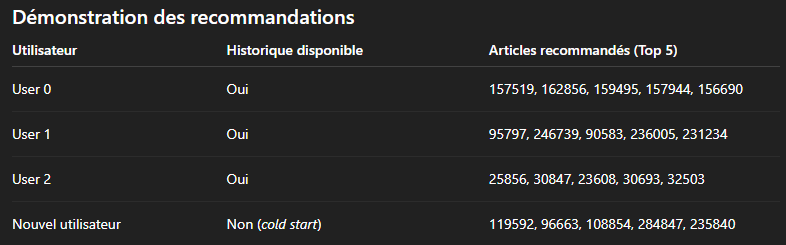 Démonstration des recommandations
Utilisateur Historique disponible Articles recommandés (Top 5)
User 0 Oui 157519, 162856, 159495, 157944, 156690
User 1 Oui 95797, 246739, 90583, 236005, 231234
User 2 Oui 25856, 30847, 23608, 30693, 32503
Nouvel utilisateur Non (cold start) 119592, 96663, 108854, 284847, 235840